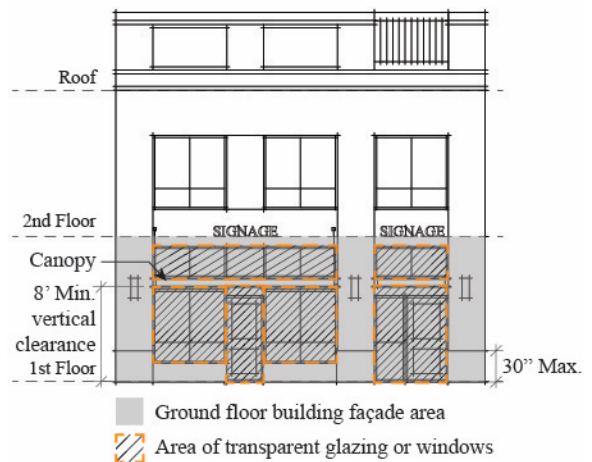 Roof
2nd Floor
SIGNAGE
SIGNAGE
Canopy
8’ Min.
vertical
clearance
1st Floor
30” Max.
Ground floor building façade area
Area of transparent glazing or windows